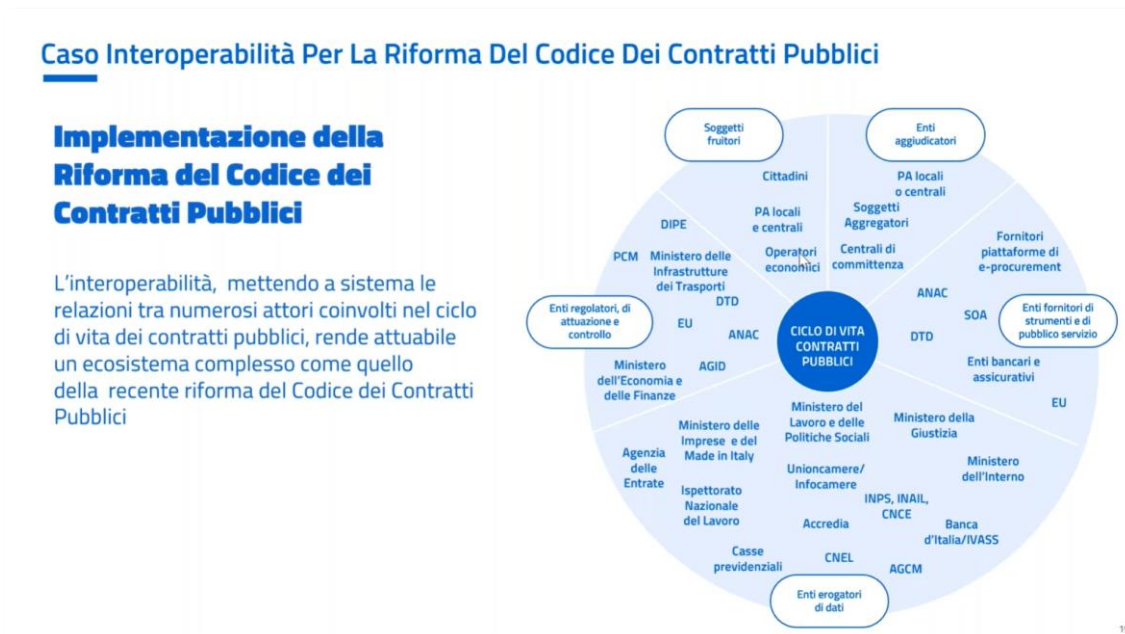 Caso Interoperabilità Per La Riforma Del Codice Dei Contratti Pubblici
Implementazione della
Riforma del Codice dei
Contratti Pubblici
L’interoperabilità, mettendo a sistema le
relazioni tra numerosi attori coinvolti nel ciclo
di vita dei contratti pubblici, rende attuabile
un ecosistema complesso come quello
della recente riforma del Codice dei Contratti
Pubblici
Soggetti
fruitori
Cittadini
PA locali
e centrali
Operatori
economici
Enti
aggiudicatori
PA locali
o centrali
Soggetti
Aggregatori
Centrali di
committenza
Enti fornitori di
strumenti e di
pubblico servizio
Fornitori
piattaforme di
e-procurement
ANAC
SOA
DTD
Enti bancari e
assicurativi
EU
CICLO DI VITA
CONTRATTI
PUBBLICI
Enti regolatori, di
attuazione e
controllo
DIPE
PCM
Ministero delle
Infrastrutture
dei Trasporti
DTD
EU
ANAC
AGID
Ministero
dell’Economia e
delle Finanze
Ministero del
Lavoro e delle
Politiche Sociali
Ministero della
Giustizia
Ministero delle
Imprese e del
Made in Italy
Agenzia
delle
Entrate
Unioncamere/
Infocamere
Ministero
dell’Interno
Ispettorato
Nazionale
del Lavoro
INPS, INAIL,
CNCE
Accredia
Banca
d’Italia/IVASS
Casse
previdenziali
CNEL
AGCM
Enti erogatori
di dati